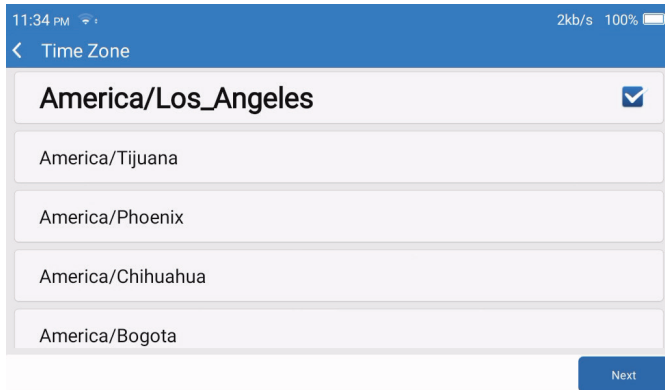 11:34 PM 2kb/s 100%
Time Zone
America/Los_Angeles
America/Tijuana
America/Phoenix
America/Chihuahua
America/Bogota
Next